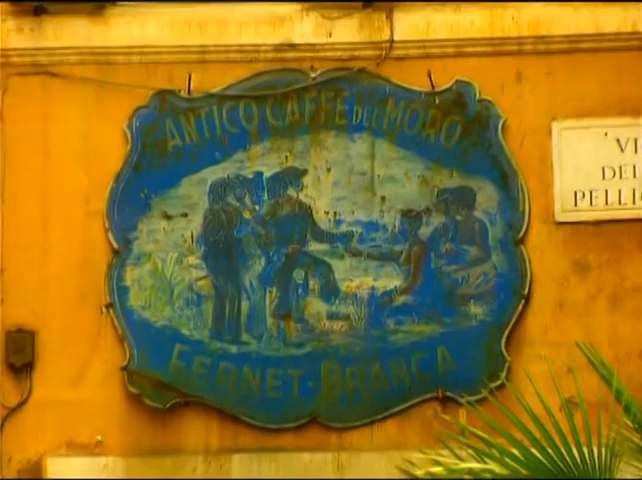 ANTICO CAFFE DEL MORO
FERNET-BRANCA
VI
DEL
PELLI